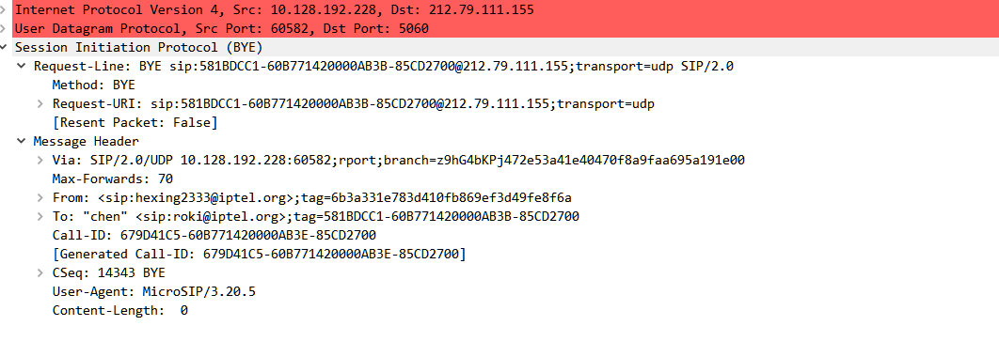 Internet Protocol Version 4, Src: 10.128.192.228, Dst: 212.79.111.155
User Datagram Protocol, Src Port: 60582, Dst Port: 5060
Session Initiation Protocol (BYE)
Request-Line: BYE sip:581BDCC1-60B771420000AB3B-85CD2700@212.79.111.155;transport=udp SIP/2.0
Method: BYE
Request-URI: sip:581BDCC1-60B771420000AB3B-85CD2700@212.79.111.155;transport=udp
[Resent Packet: False]
Message Header
Via: SIP/2.0/UDP 10.128.192.228:60582;rport;branch=z9hG4bKPj472e53a41e40470f8a9faa695a191e00
Max-Forwards: 70
From: <sip:hexing2333@iptel.org>;tag=6b3a331e783d410fb869ef3d49fe8f6a
To: "chen" <sip:roki@iptel.org>;tag=581BDCC1-60B771420000AB3B-85CD2700
Call-ID: 679D41C5-60B771420000AB3E-85CD2700
[Generated Call-ID: 679D41C5-60B771420000AB3E-85CD2700]
CSeq: 14343 BYE
User-Agent: MicroSIP/3.20.5
Content-Length:  0